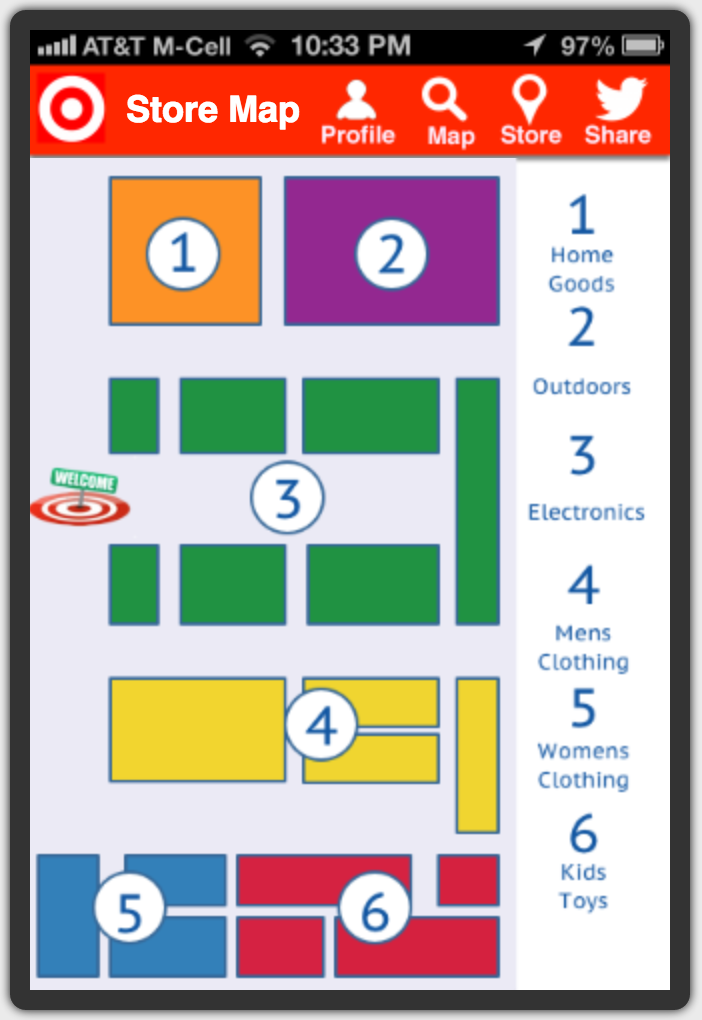 AT&T M-Cell 10:33 PM 97%
Store Map
Profile Map Store Share
1 2
3
WELCOME
4
5 6
1
Home
Goods
2
Outdoors
3
Electronics
4
Mens
Clothing
5
Womens
Clothing
6
Kids
Toys